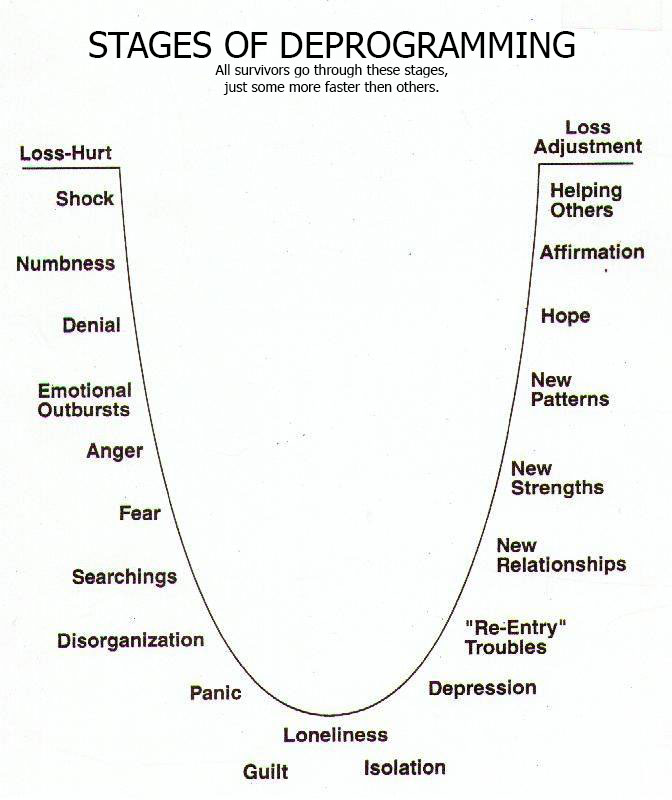 STAGES OF DEPROGRAMMING
All survivors go through these stages,
just some more faster then others.
Loss-Hurt
Shock
Numbness
Denial
Emotional
Outbursts
Anger
Fear
Searchings
Disorganization
Panic
Guilt
Loneliness
Isolation
Depression
"Re-Entry"
Troubles
New
Relationships
New
Strengths
New
Patterns
Hope
Affirmation
Helping
Others
Loss
Adjustment